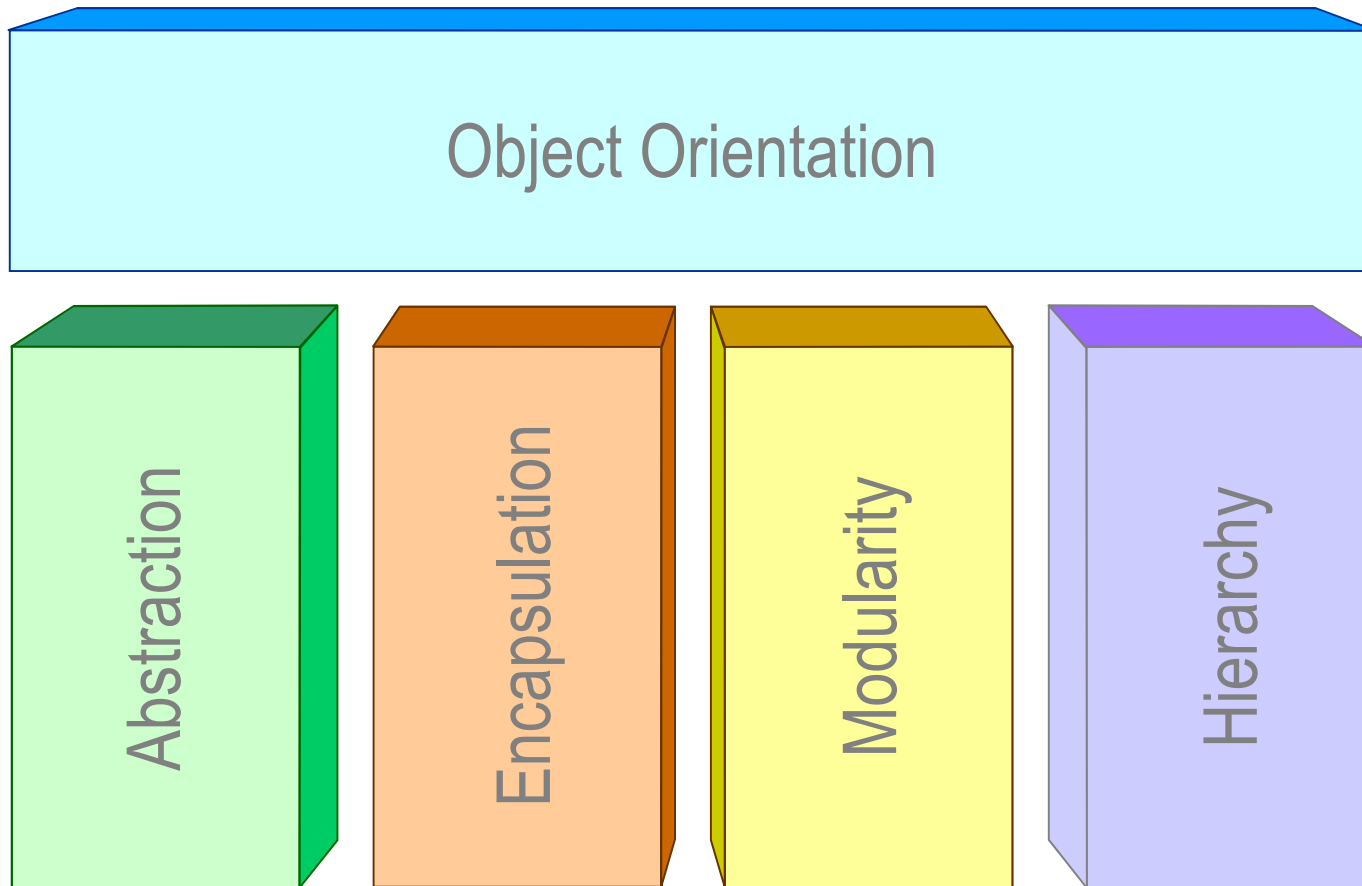 Object Orientation
Abstraction
Encapsulation
Modularity
Hierarchy